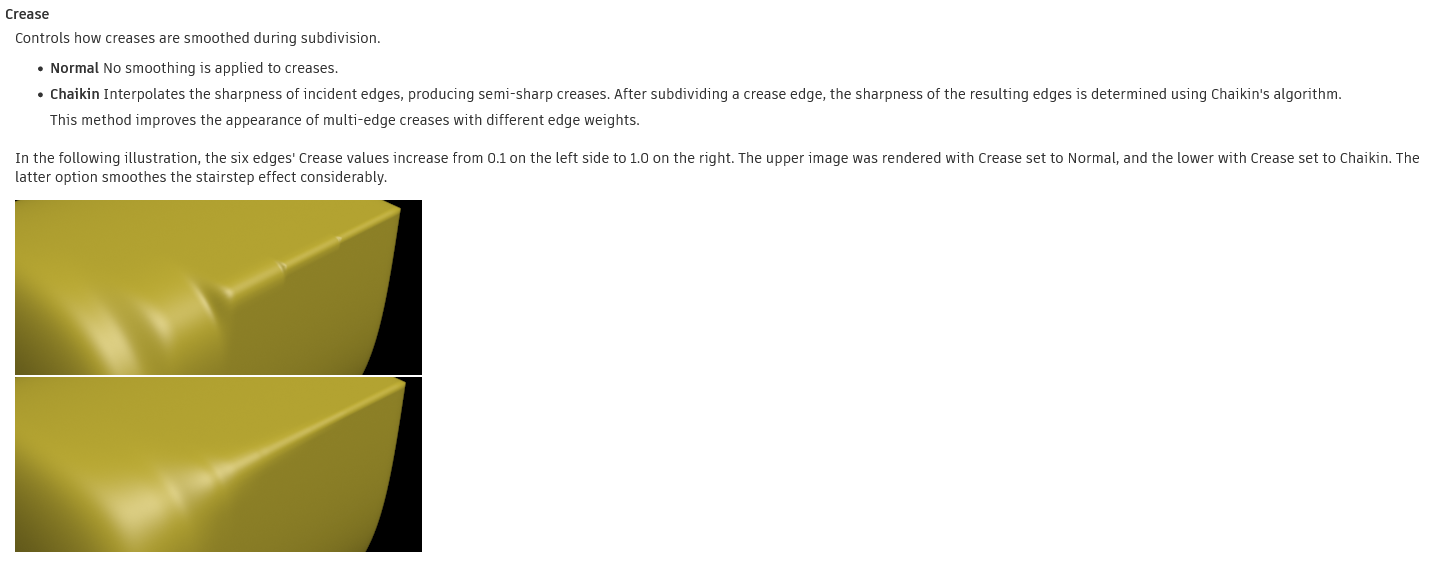 Crease
Controls how creases are smoothed during subdivision.
• Normal No smoothing is applied to creases.
• Chaikin Interpolates the sharpness of incident edges, producing semi-sharp creases. After subdividing a crease edge, the sharpness of the resulting edges is determined using Chaikin's algorithm.
This method improves the appearance of multi-edge creases with different edge weights.
In the following illustration, the six edges' Crease values increase from 0.1 on the left side to 1.0 on the right. The upper image was rendered with Crease set to Normal, and the lower with Crease set to Chaikin. The
latter option smoothes the stairstep effect considerably.